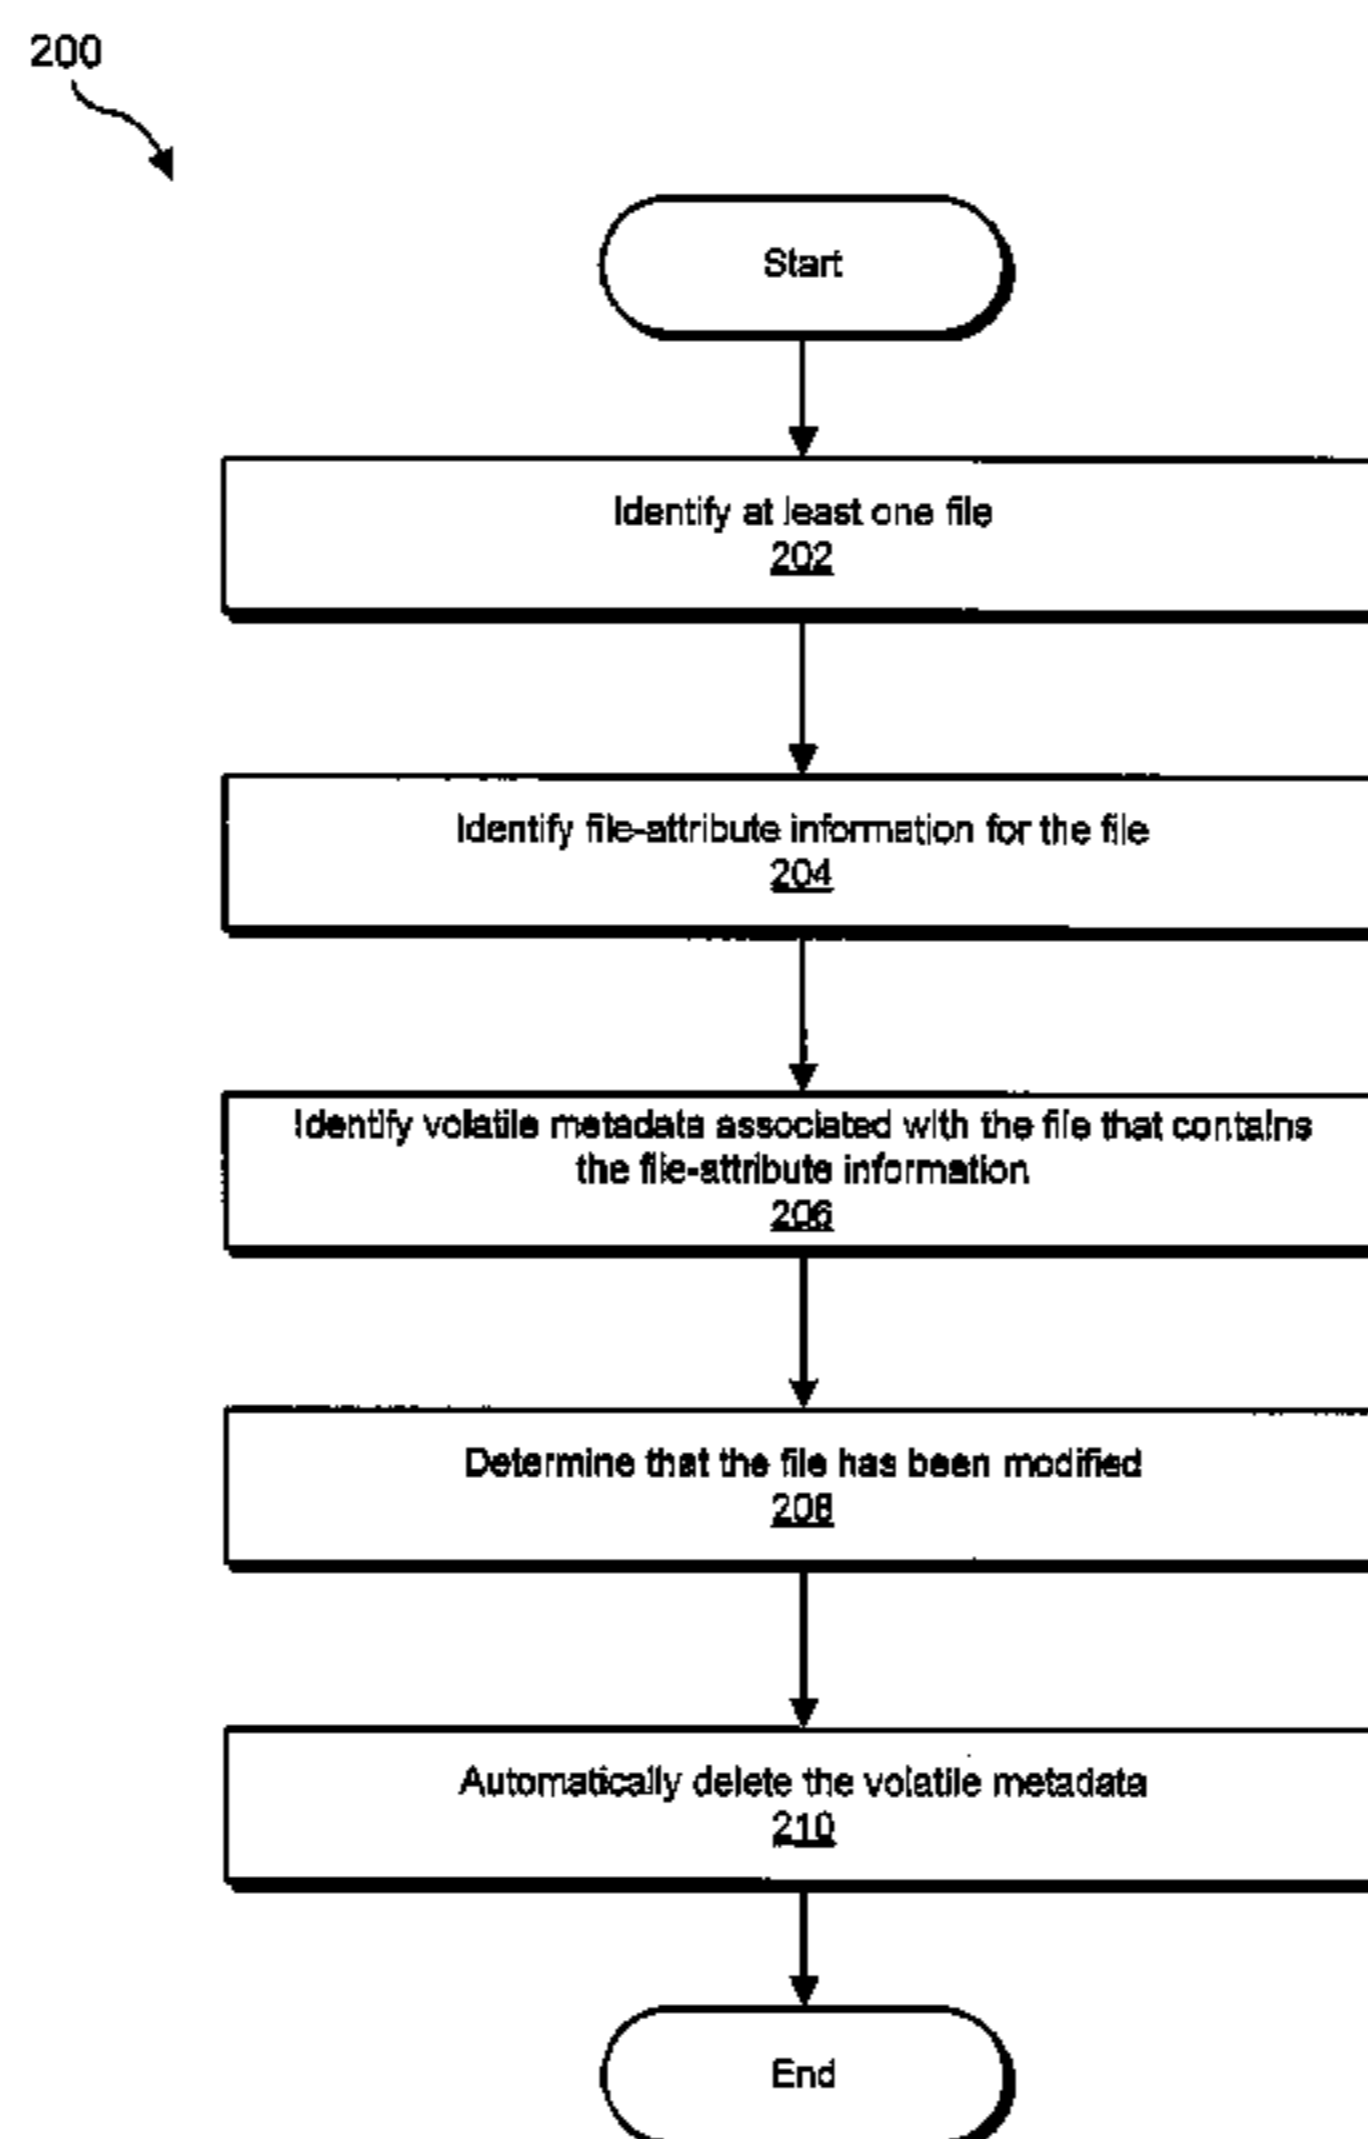 200
Start
Identify at least one file
202
Identify file-attribute information for the file
204
Identify volatile metadata associated with the file that contains
the file-attribute information
206
Determine that the file has been modified
208
Automatically delete the volatile metadata
210
End